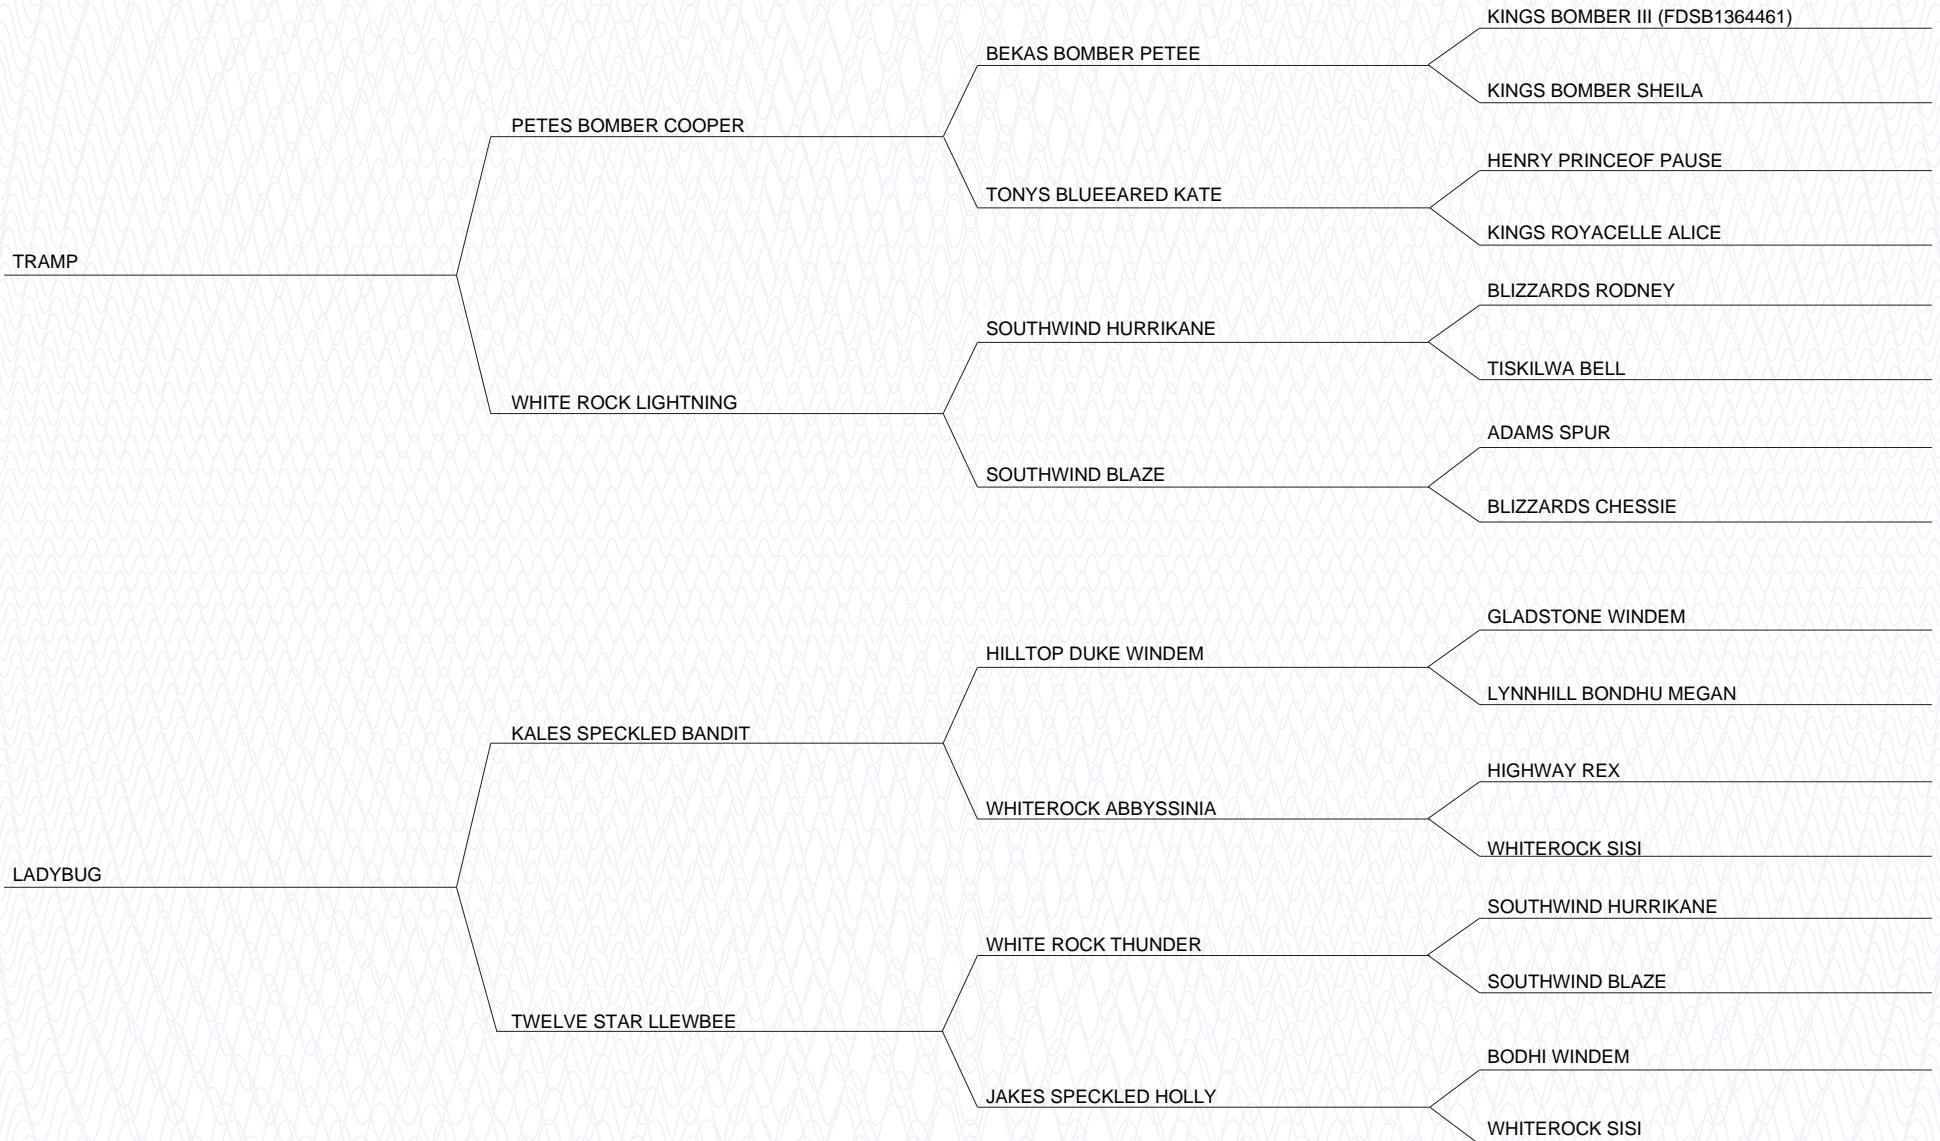 KINGS BOMBER III (FDSB1364461)
BEKAS BOMBER PETEE
KINGS BOMBER SHEILA
PETES BOMBER COOPER
HENRY PRINCEOF PAUSE
TONYS BLUEEARED KATE
KINGS ROYACELLE ALICE
TRAMP
BLIZZARDS RODNEY
SOUTHWIND HURRIKANE
TISKILWA BELL
WHITE ROCK LIGHTNING
ADAMS SPUR
SOUTHWIND BLAZE
BLIZZARDS CHESSIE
GLADSTONE WINDEM
HILLTOP DUKE WINDEM
LYNNHILL BONDHU MEGAN
KALES SPECKLED BANDIT
HIGHWAY REX
WHITEROCK ABBYSSINIA
WHITEROCK SISI
LADYBUG
SOUTHWIND HURRIKANE
WHITE ROCK THUNDER
SOUTHWIND BLAZE
TWELVE STAR LLEWBEE
BODHI WINDEM
JAKES SPECKLED HOLLY
WHITEROCK SISI